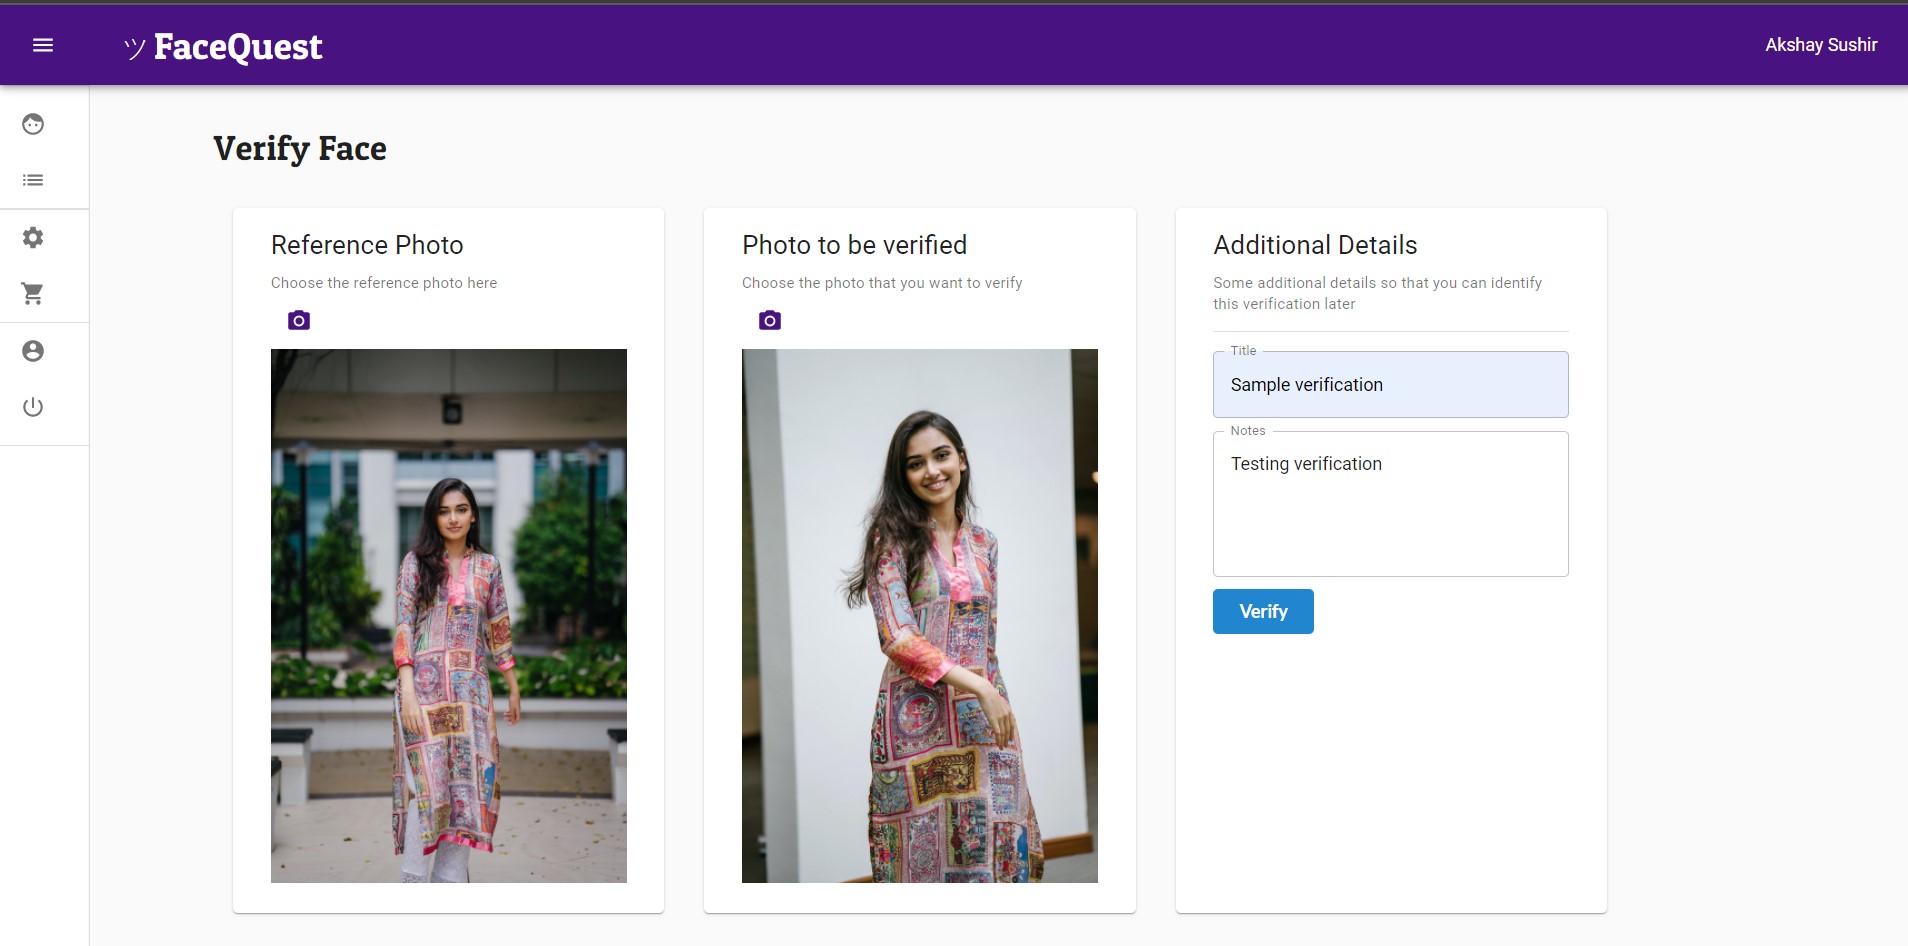 ツ FaceQuest
Akshay Sushir
Verify Face
Reference Photo
Choose the reference photo here
Photo to be verified
Choose the photo that you want to verify
Additional Details
Some additional details so that you can identify
this verification later
Title
Sample verification
Notes
Testing verification
Verify